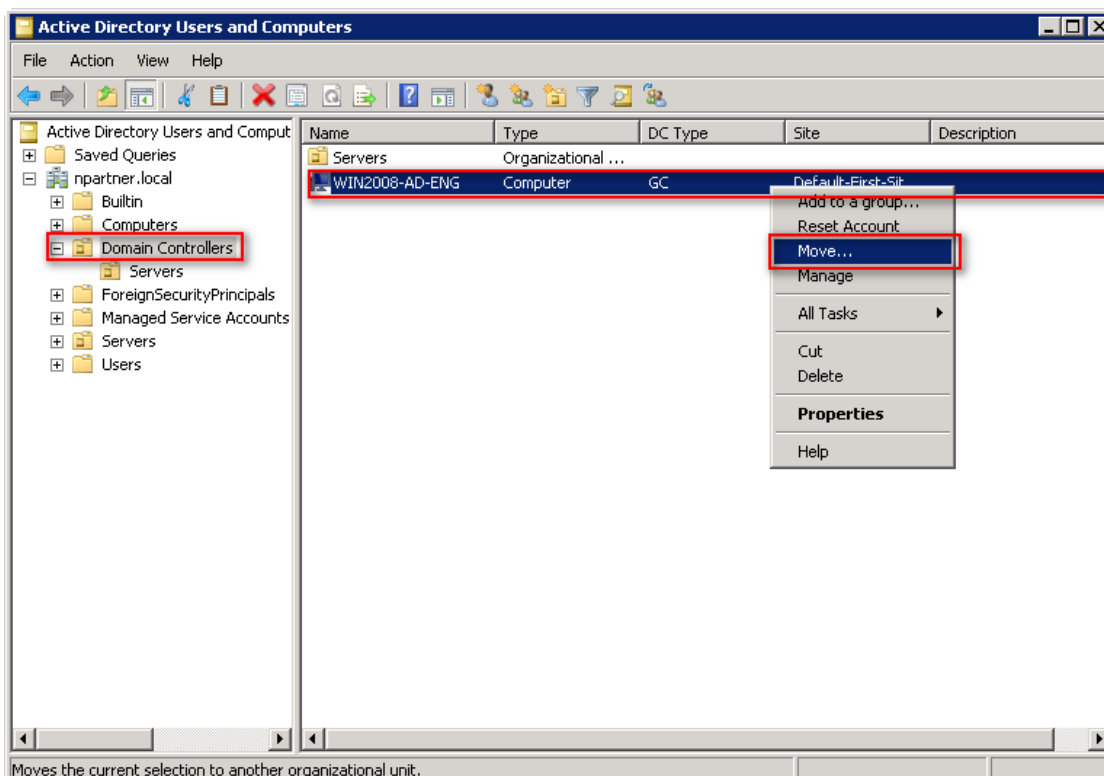 Active Directory Users and Computers
File Action View Help
Active Directory Users and Comput
Saved Queries
npartner.local
Builtin
Computers
Domain Controllers
Servers
ForeignSecurityPrincipals
Managed Service Accounts
Servers
Users
Name Type DC Type Site Description
Servers Organizational ...
WIN2008-AD-ENG Computer GC Default-First-Sit
Add to a group...
Reset Account
Move...
Manage
All Tasks
Cut
Delete
Properties
Help
Moves the current selection to another organizational unit.